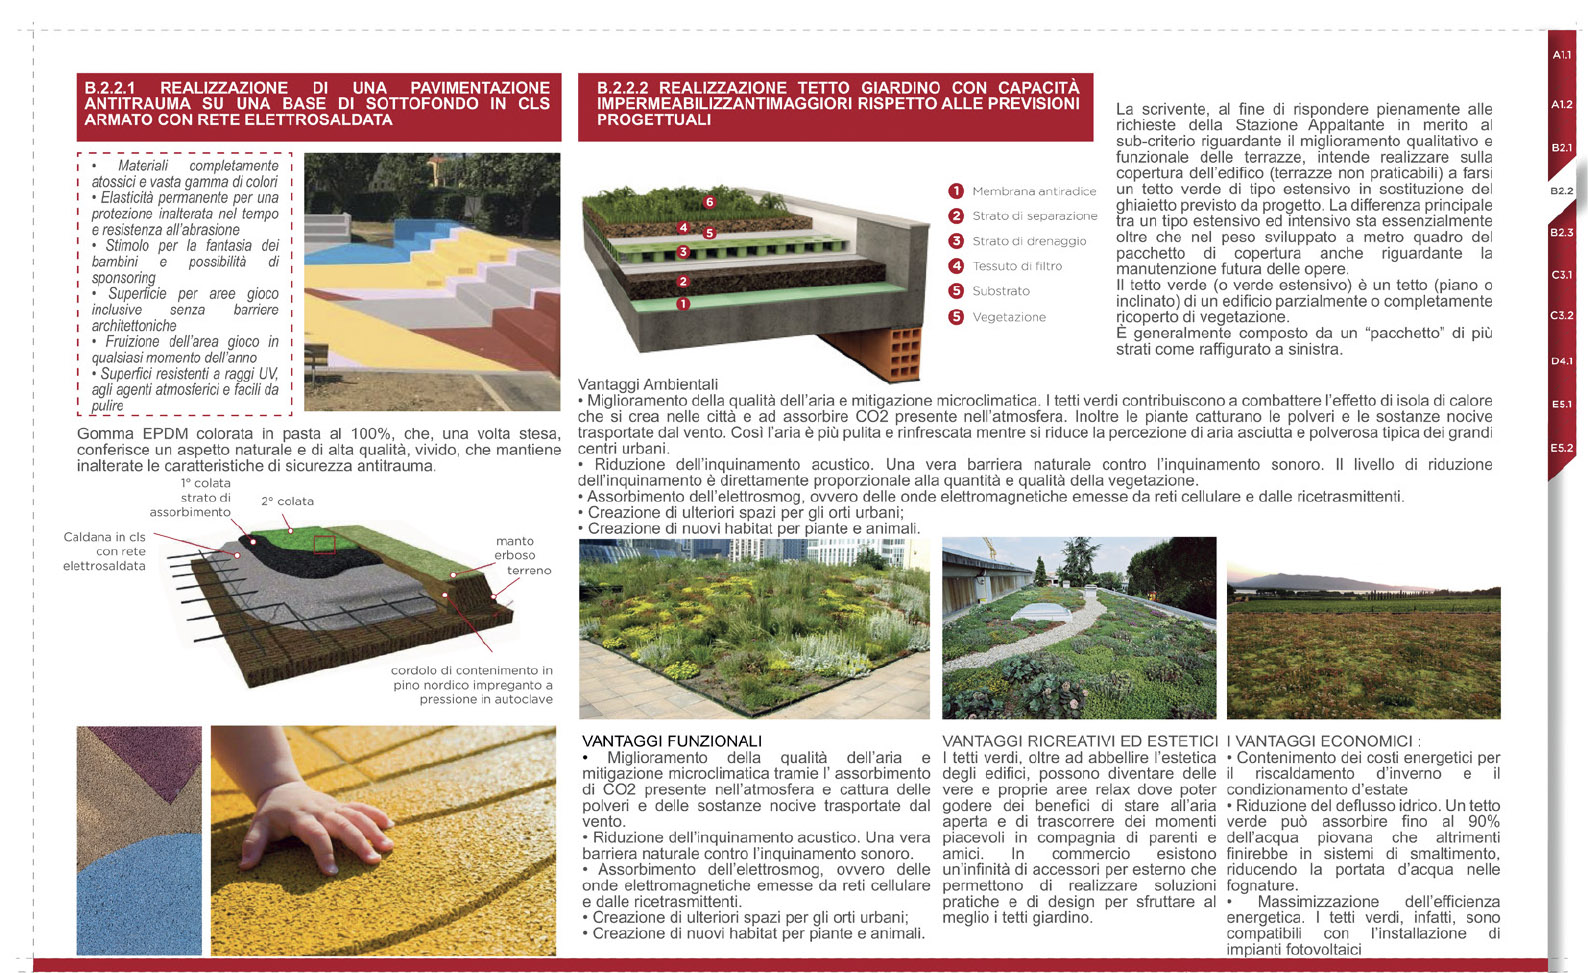 B.2.2.1 REALIZZAZIONE DI UNA PAVIMENTAZIONE
ANTITRAUMA SU UNA BASE DI SOTTOFONDO IN CLS
ARMATO CON RETE ELETTROSALDATA
• Materiali completamente
atossici e vasta gamma di colori
• Elasticità permanente per una
protezione inalterata nel tempo
e resistenza all'abrasione
• Stimolo per la fantasia dei
bambini e possibilità di
sponsoring
• Superficie per aree gioco
inclusive senza barriere
archiettoniche
• Fruizione dell'area gioco in
qualsiasi momento dell'anno
• Superfici resistenti a raggi UV,
agli agenti atmosferici e facili da
pulire
Gomma EPDM colorata in pasta al 100%, che, una volta stesa,
conferisce un aspetto naturale e di alta qualità, vivido, che mantiene
inalterate le caratteristiche di sicurezza antitrauma.
1° colata
strato di
assorbimento
2° colata
Caldana in cls
con rete
elettrosaldata
manto
erboso
terreno
cordolo di contenimento in
pino nordico impreganto a
pressione in autoclave
B.2.2.2 REALIZZAZIONE TETTO GIARDINO CON CAPACITÀ
IMPERMEABILIZZANTIMAGGIORI RISPETTO ALLE PREVISIONI
PROGETTUALI
6
4
5
3
2
1
1 Membrana antiradice
2 Strato di separazione
3 Strato di drenaggio
4 Tessuto di filtro
5 Substrato
5 Vegetazione
La scrivente, al fine di rispondere pienamente alle
richieste della Stazione Appaltante in merito al
sub-criterio riguardante il miglioramento qualitativo e
funzionale delle terrazze, intende realizzare sulla
copertura dell'edifico (terrazze non praticabili) a farsi
un tetto verde di tipo estensivo in sostituzione del
ghiaietto previsto da progetto. La differenza principale
tra un tipo estensivo ed intensivo sta essenzialmente
oltre che nel peso sviluppato a metro quadro del
pacchetto di copertura anche riguardante la
manutenzione futura delle opere.
Il tetto verde (o verde estensivo) è un tetto (piano o
inclinato) di un edificio parzialmente o completamente
ricoperto di vegetazione.
È generalmente composto da un “pacchetto” di più
strati come raffigurato a sinistra.
Vantaggi Ambientali
• Miglioramento della qualità dell'aria e mitigazione microclimatica. I tetti verdi contribuiscono a combattere l'effetto di isola di calore
che si crea nelle città e ad assorbire CO2 presente nell'atmosfera. Inoltre le piante catturano le polveri e le sostanze nocive
trasportate dal vento. Così l'aria è più pulita e rinfrescata mentre si riduce la percezione di aria asciutta e polverosa tipica dei grandi
centri urbani.
• Riduzione dell'inquinamento acustico. Una vera barriera naturale contro l'inquinamento sonoro. Il livello di riduzione
dell'inquinamento è direttamente proporzionale alla quantità e qualità della vegetazione.
• Assorbimento dell'elettrosmog, ovvero delle onde elettromagnetiche emesse da reti cellulare e dalle ricetrasmittenti.
• Creazione di ulteriori spazi per gli orti urbani;
• Creazione di nuovi habitat per piante e animali.
VANTAGGI FUNZIONALI
• Miglioramento della qualità dell'aria e
mitigazione microclimatica tramie l' assorbimento
di CO2 presente nell'atmosfera e cattura delle
polveri e delle sostanze nocive trasportate dal
vento.
• Riduzione dell'inquinamento acustico. Una vera
barriera naturale contro l'inquinamento sonoro.
• Assorbimento dell'elettrosmog, ovvero delle
onde elettromagnetiche emesse da reti cellulare
e dalle ricetrasmittenti.
• Creazione di ulteriori spazi per gli orti urbani;
• Creazione di nuovi habitat per piante e animali.
VANTAGGI RICREATIVI ED ESTETICI
I tetti verdi, oltre ad abbellire l'estetica
degli edifici, possono diventare delle
vere e proprie aree relax dove poter
godere dei benefici di stare all'aria
aperta e di trascorrere dei momenti
piacevoli in compagnia di parenti e
amici. In commercio esistono
un'infinità di accessori per esterno che
permettono di realizzare soluzioni
pratiche e di design per sfruttare al
meglio i tetti giardino.
I VANTAGGI ECONOMICI :
• Contenimento dei costi energetici per
il riscaldamento d'inverno e il
condizionamento d'estate
• Riduzione del deflusso idrico. Un tetto
verde può assorbire fino al 90%
dell'acqua piovana che altrimenti
finirebbe in sistemi di smaltimento,
riducendo la portata d'acqua nelle
fognature.
• Massimizzazione dell'efficienza
energetica. I tetti verdi, infatti, sono
compatibili con l'installazione di
impianti fotovoltaici
A1.1
A1.2
B2.1
B2.2
B2.3
C3.1
C3.2
D4.1
E5.1
E5.2